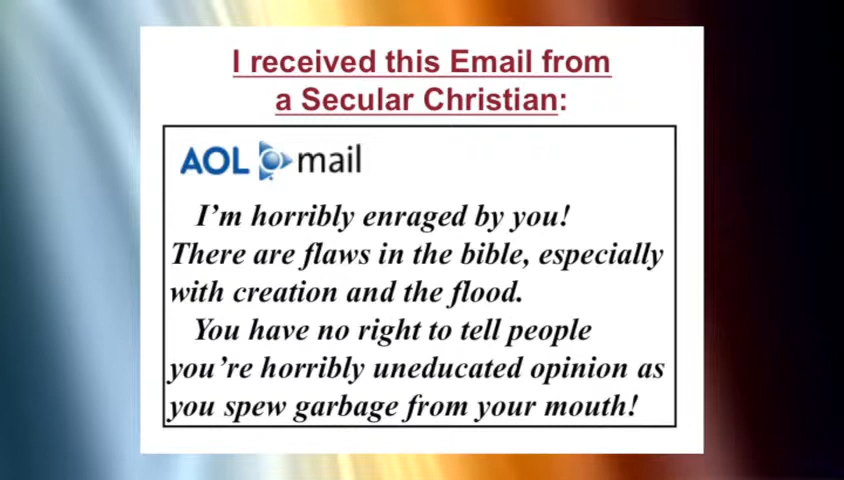 I received this Email from
a Secular Christian:
AOL mail
I'm horribly enraged by you!
There are flaws in the bible, especially
with creation and the flood.
You have no right to tell people
you're horribly uneducated opinion as
you spew garbage from your mouth!